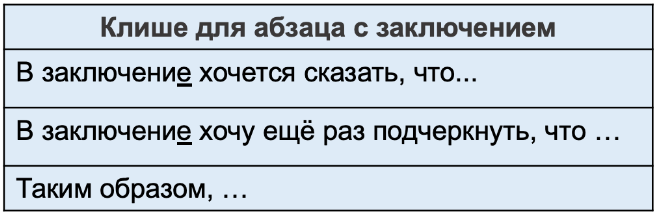 Клише для абзаца с заключением
В заключение хочется сказать, что...
В заключение хочу ещё раз подчеркнуть, что …
Таким образом, …